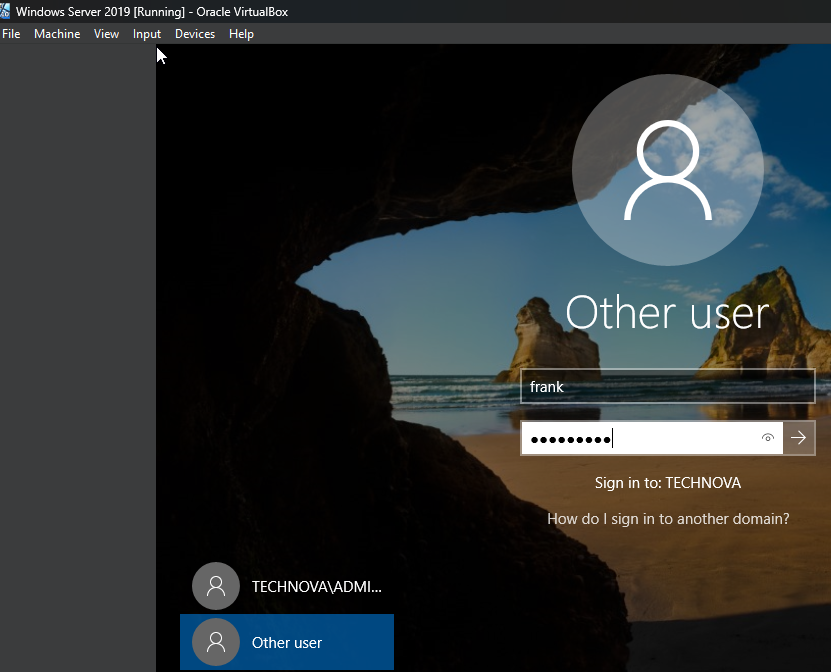 Windows Server 2019 [Running] - Oracle VirtualBox
File Machine View Input Devices Help
Other user
frank
Sign in to: TECHNOVA
How do I sign in to another domain?
TECHNOVA\ADMI...
Other user